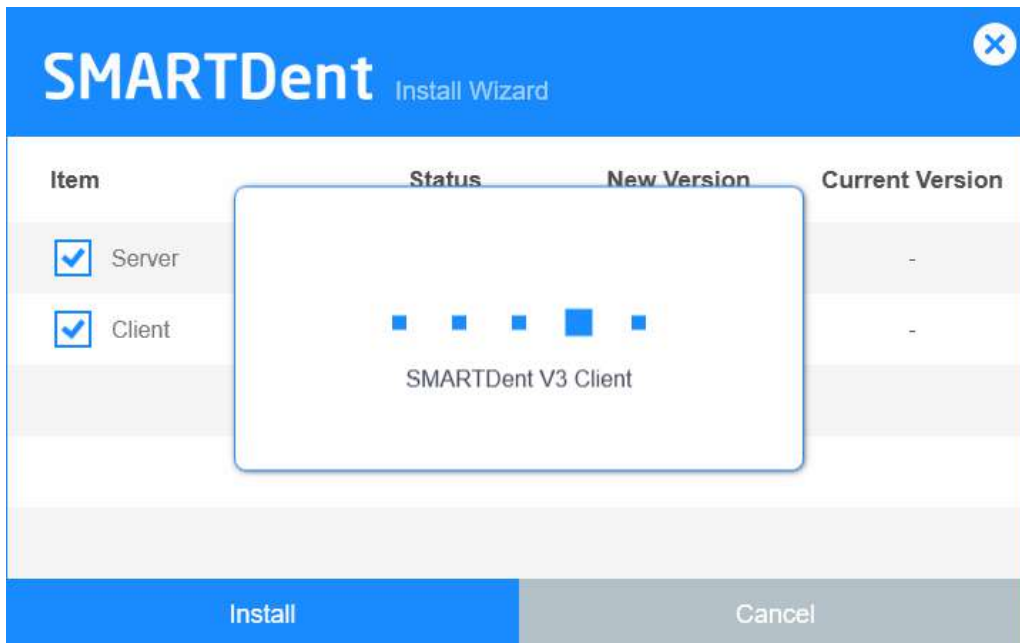 SMARTDent Install Wizard
Item Status New Version Current Version
Server -
Client -
SMARTDent V3 Client
Install Cancel